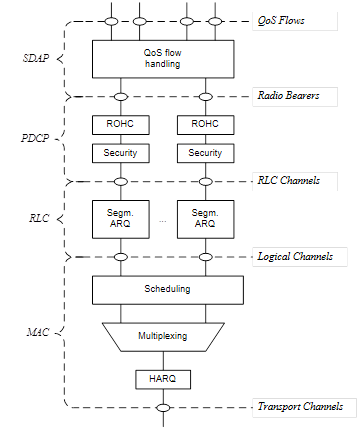 QoS Flows
QoS flow
handling
SDAP
Radio Bearers
ROHC
ROHC
PDCP
Security
Security
RLC Channels
Segm.
ARQ
...
Segm.
ARQ
RLC
Logical Channels
Scheduling
MAC
Multiplexing
HARQ
Transport Channels